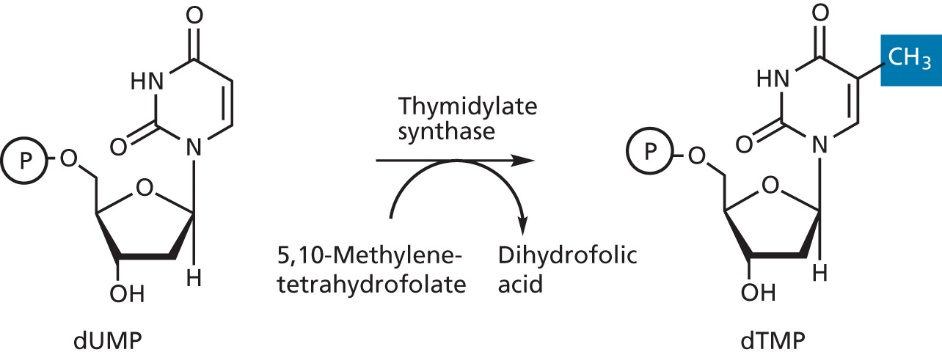 O
HN
O
N
P
O
O
OH
H
dUMP
Thymidylate
synthase
5,10-Methylene-
tetrahydrofolate
Dihydrofolic
acid
O
CH3
HN
O
N
P
O
O
OH
H
dTMP